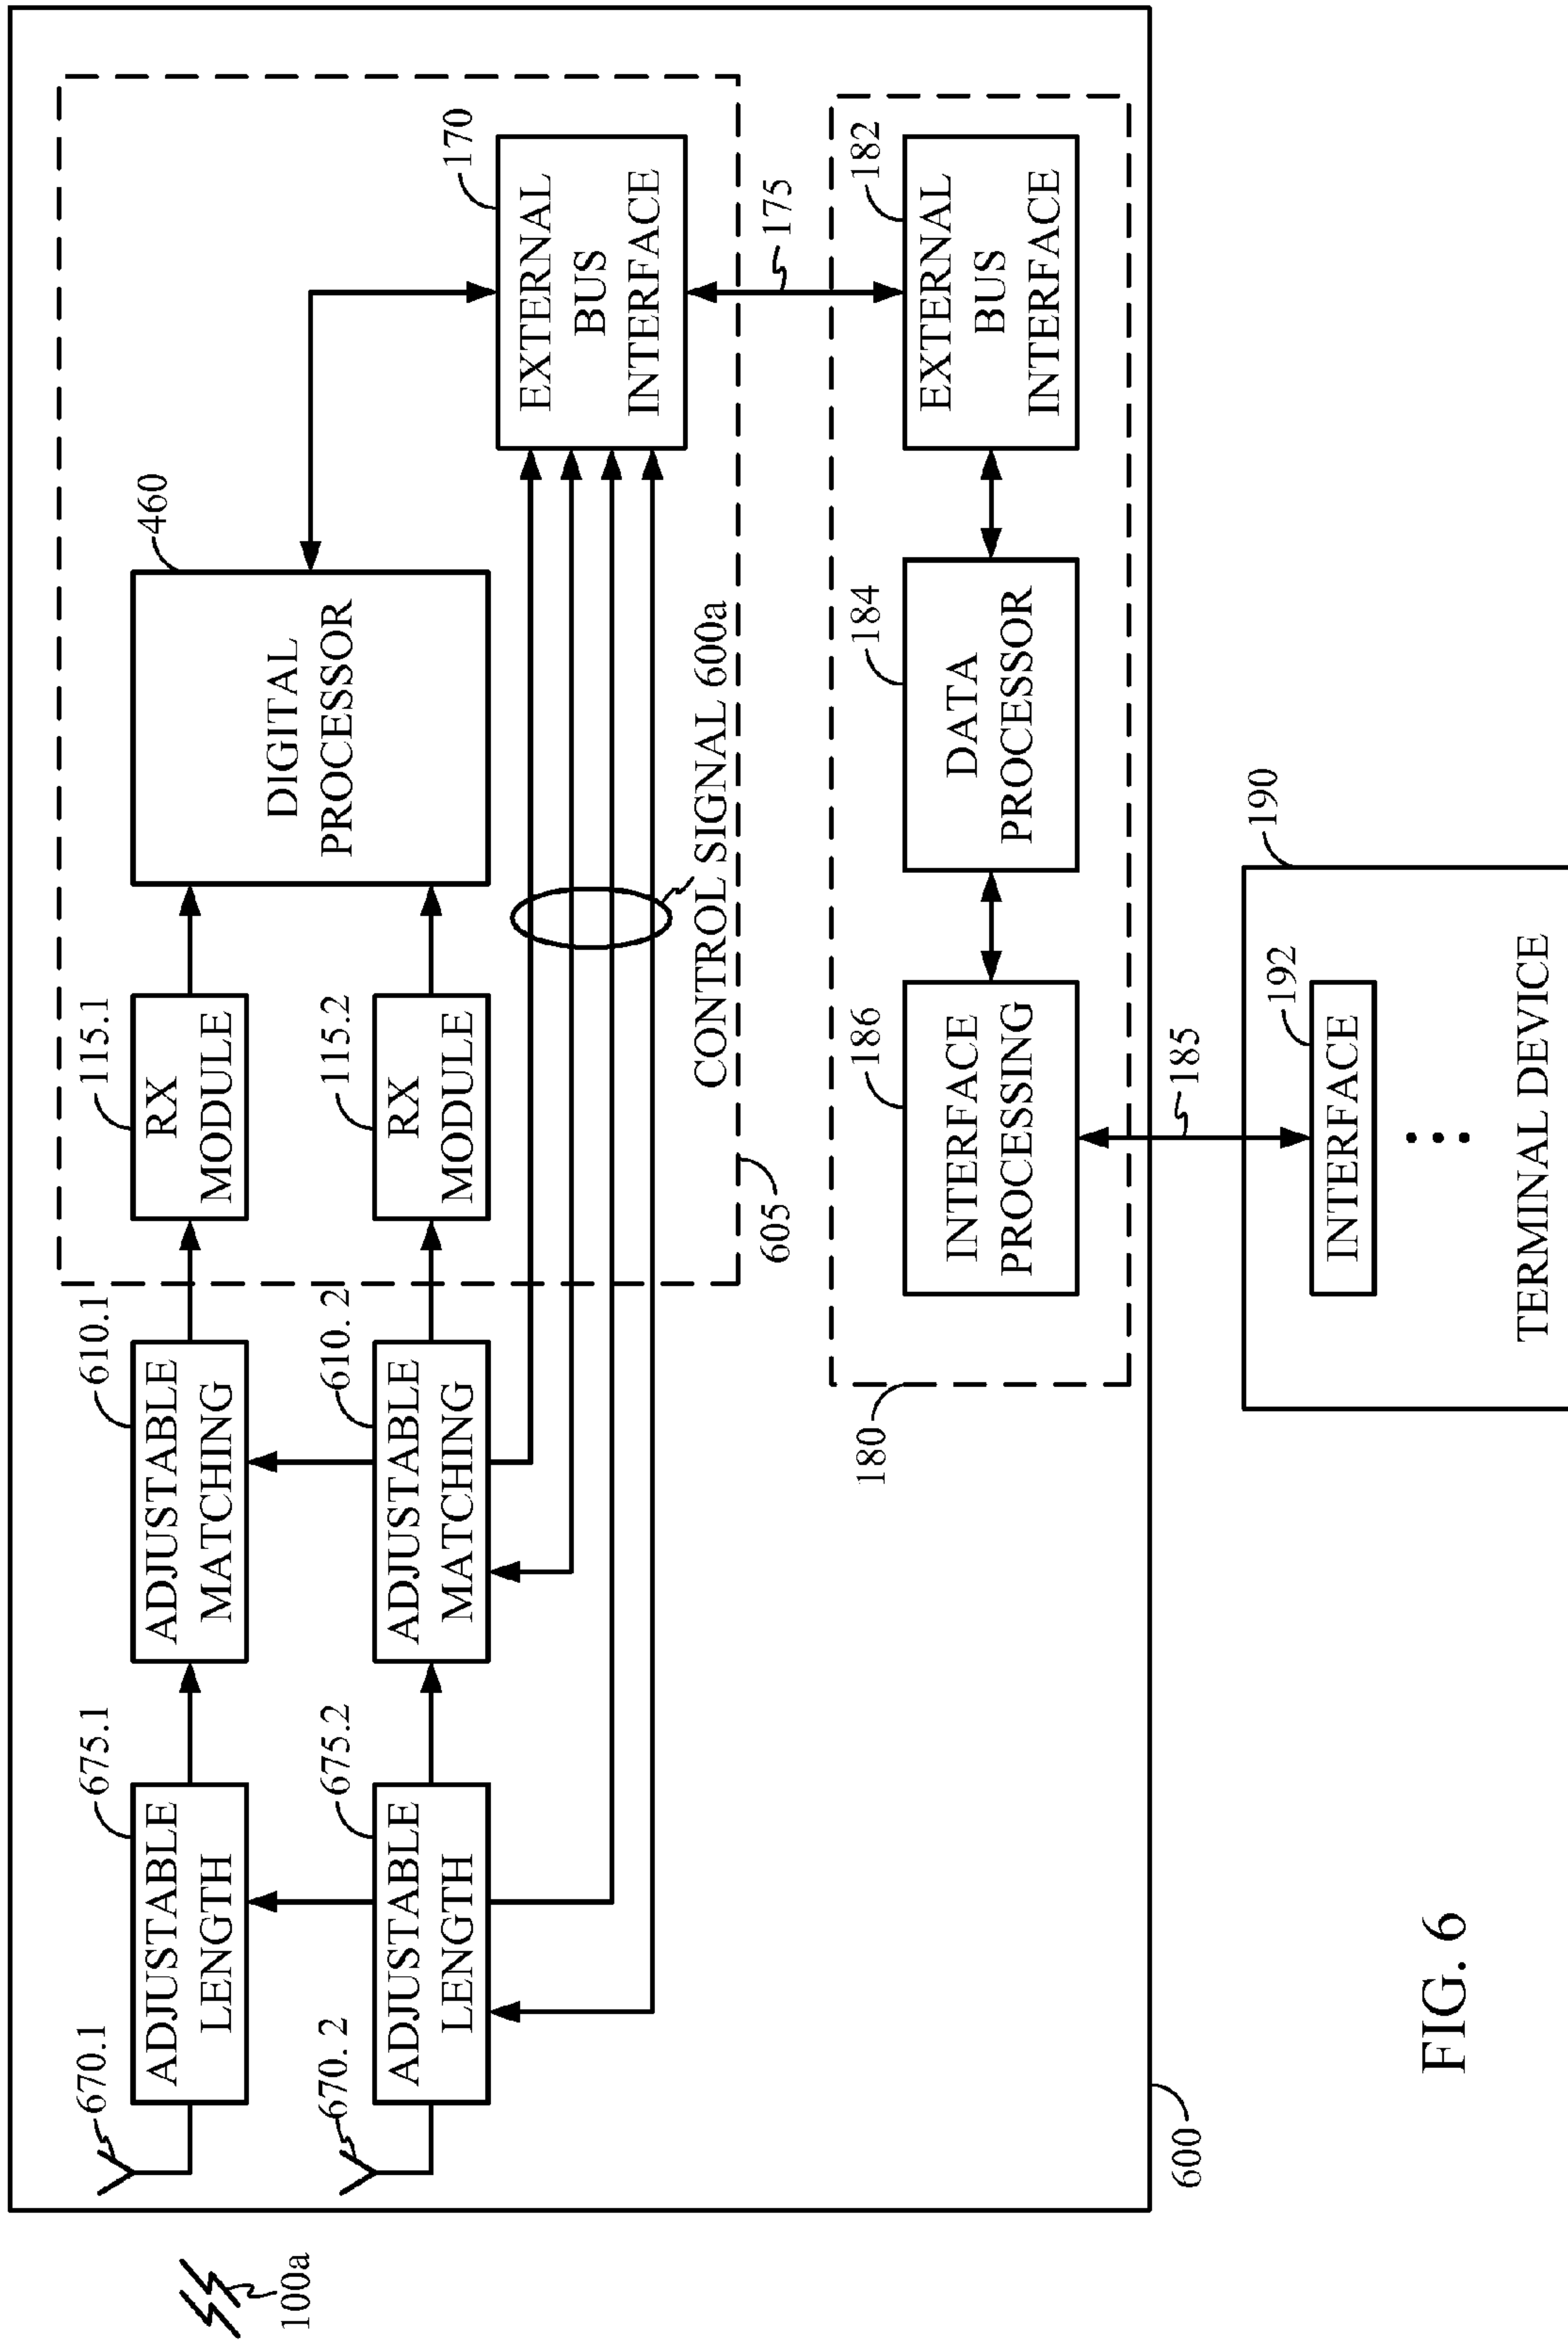 100a
670.1
ADJUSTABLE
LENGTH
675.1
ADJUSTABLE
MATCHING
610.1
RX
MODULE
115.1
DIGITAL
PROCESSOR
460
670. 2
ADJUSTABLE
LENGTH
675.2
ADJUSTABLE
MATCHING
610. 2
RX
MODULE
115.2
EXTERNAL
BUS
INTERFACE
170
CONTROL SIGNAL 600a
605
175
180
INTERFACE
PROCESSING
186
DATA
PROCESSOR
184
EXTERNAL
BUS
INTERFACE
182
600
185
190
INTERFACE
192
TERMINAL DEVICE
FIG. 6